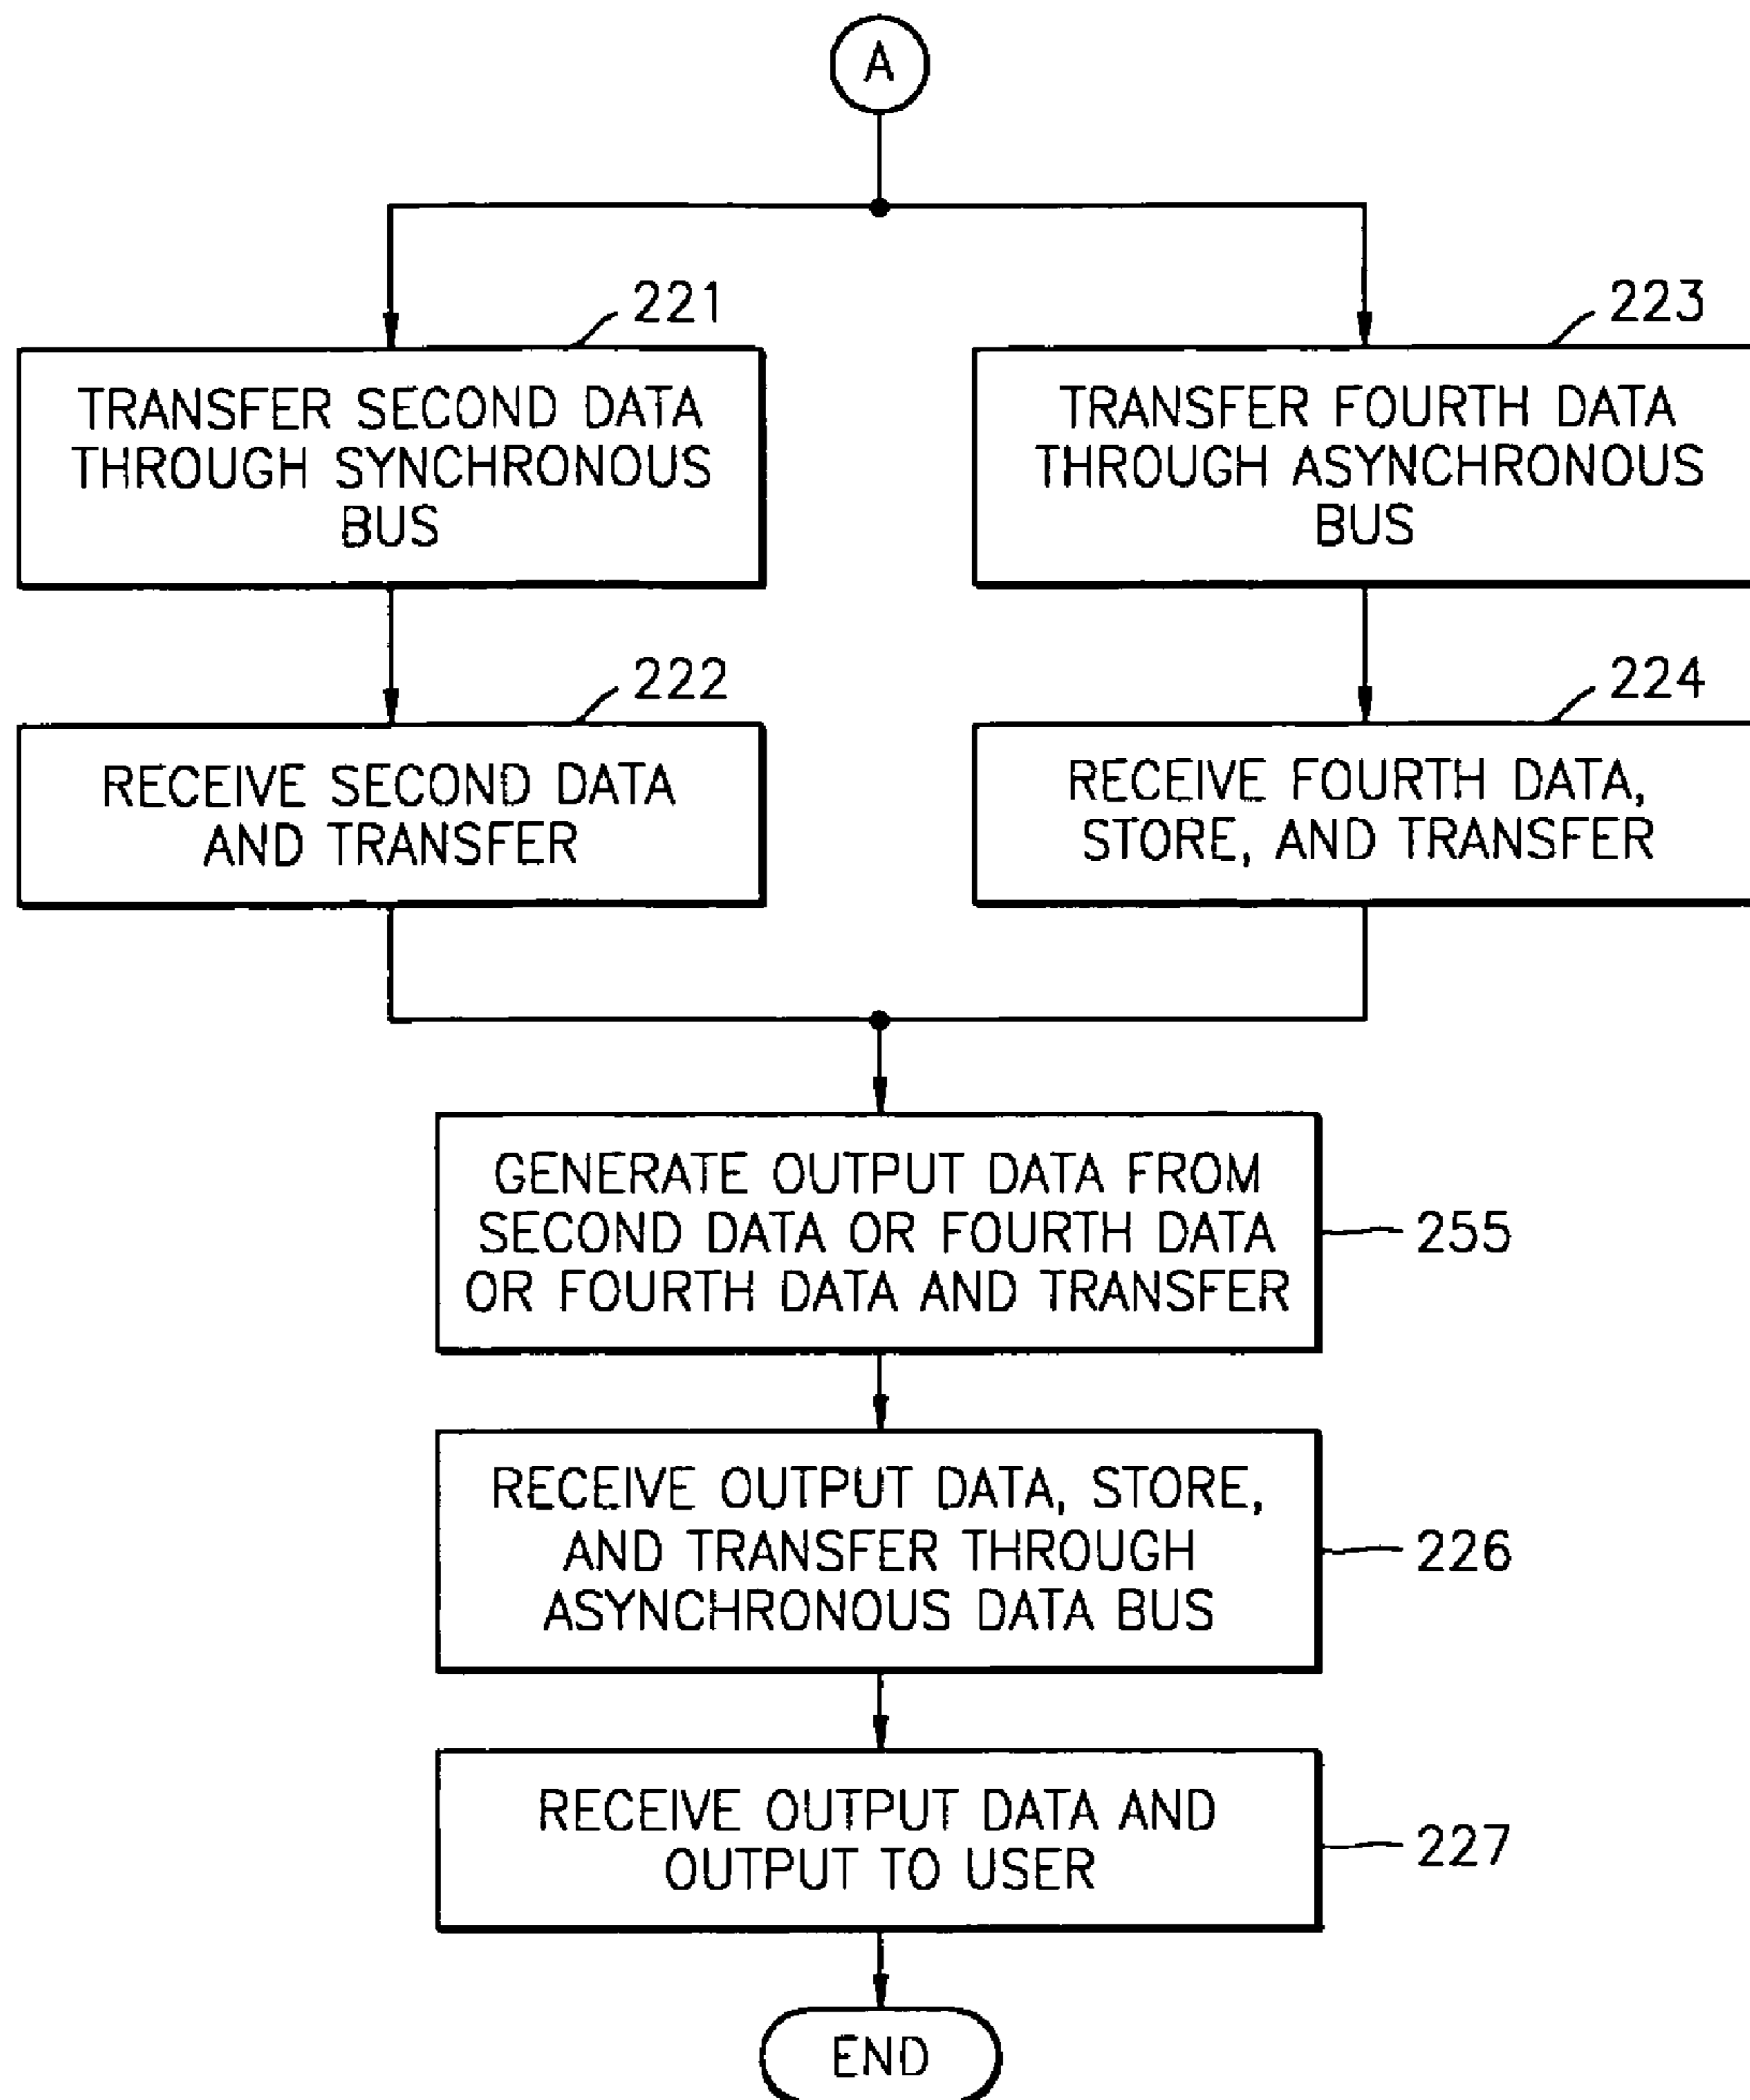 A
221
TRANSFER SECOND DATA
THROUGH SYNCHRONOUS
BUS
223
TRANSFER FOURTH DATA
THROUGH ASYNCHRONOUS
BUS
222
RECEIVE SECOND DATA
AND TRANSFER
224
RECEIVE FOURTH DATA,
STORE, AND TRANSFER
GENERATE OUTPUT DATA FROM
SECOND DATA OR FOURTH DATA
OR FOURTH DATA AND TRANSFER
255
RECEIVE OUTPUT DATA, STORE,
AND TRANSFER THROUGH
ASYNCHRONOUS DATA BUS
226
RECEIVE OUTPUT DATA AND
OUTPUT TO USER
227
END